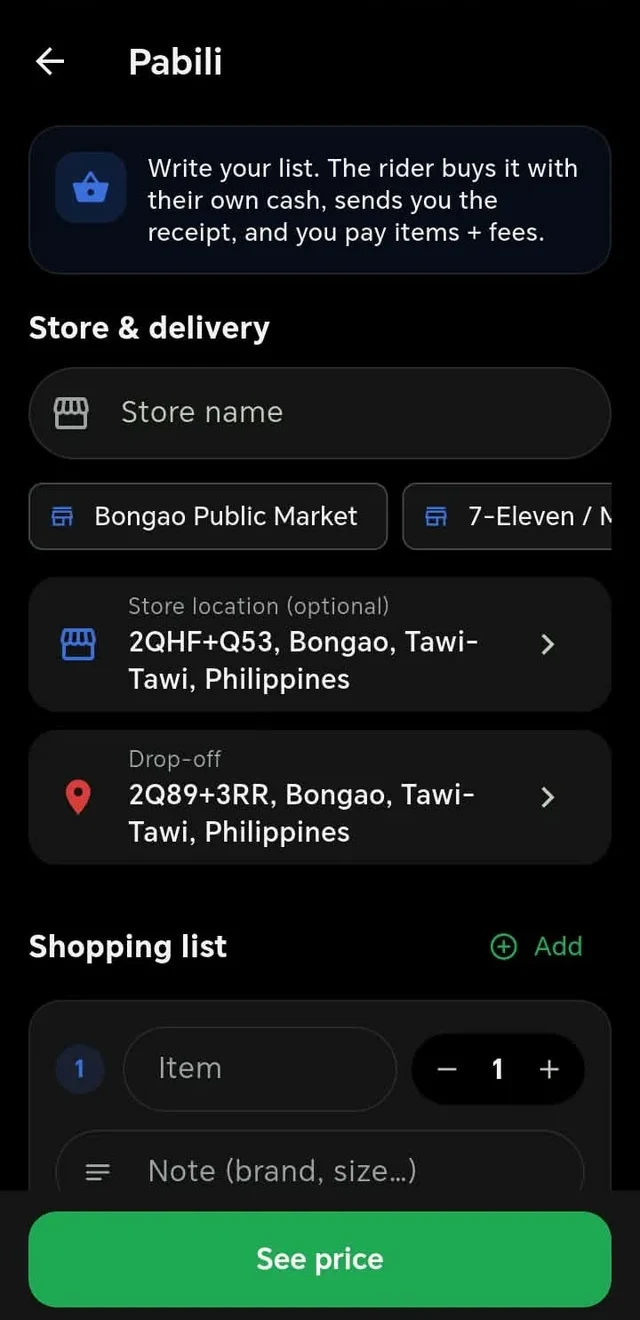 Pabili
Write your list. The rider buys it with
their own cash, sends you the
receipt, and you pay items + fees.
Store & delivery
Store name
Bongao Public Market
7-Eleven /
Store location (optional)
2QHF+Q53, Bongao, Tawi-
Tawi, Philippines
Drop-off
2Q89+3RR, Bongao, Tawi-
Tawi, Philippines
Shopping list
Add
1 Item − 1 +
Note (brand, size…)
See price